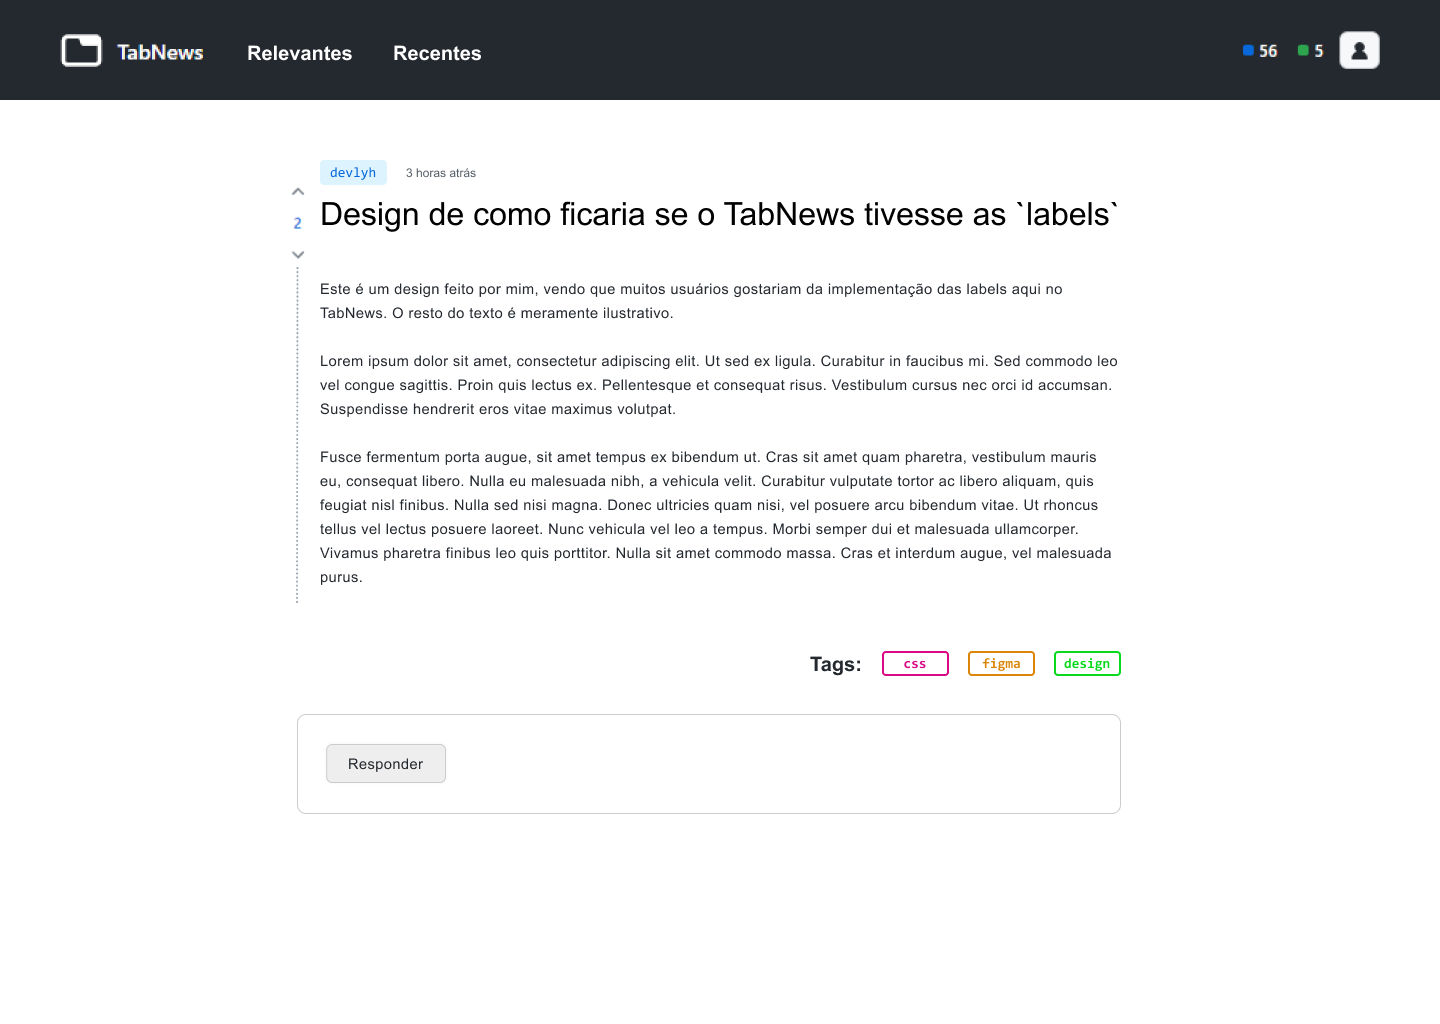 TabNews Relevantes Recentes 56 5
devlyh 3 horas atrás
2
Design de como ficaria se o TabNews tivesse as `labels`
Este é um design feito por mim, vendo que muitos usuários gostariam da implementação das labels aqui no
TabNews. O resto do texto é meramente ilustrativo.
Lorem ipsum dolor sit amet, consectetur adipiscing elit. Ut sed ex ligula. Curabitur in faucibus mi. Sed commodo leo
vel congue sagittis. Proin quis lectus ex. Pellentesque et consequat risus. Vestibulum cursus nec orci id accumsan.
Suspendisse hendrerit eros vitae maximus volutpat.
Fusce fermentum porta augue, sit amet tempus ex bibendum ut. Cras sit amet quam pharetra, vestibulum mauris
eu, consequat libero. Nulla eu malesuada nibh, a vehicula velit. Curabitur vulputate tortor ac libero aliquam, quis
feugiat nisl finibus. Nulla sed nisi magna. Donec ultricies quam nisi, vel posuere arcu bibendum vitae. Ut rhoncus
tellus vel lectus posuere laoreet. Nunc vehicula vel leo a tempus. Morbi semper dui et malesuada ullamcorper.
Vivamus pharetra finibus leo quis porttitor. Nulla sit amet commodo massa. Cras et interdum augue, vel malesuada
purus.
Tags: css figma design
Responder